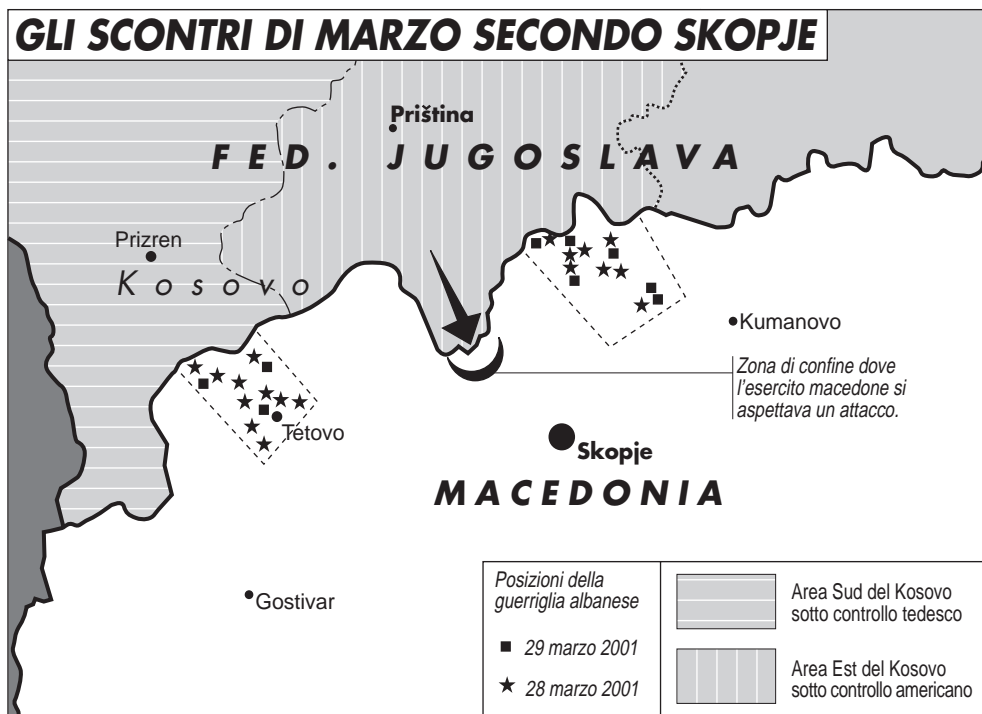 GLI SCONTRI DI MARZO SECONDO SKOPJE
Priština
FED. JUGOSLAVA
Prizren
Kosovo
Kumanovo
Zona di confine dove
l'esercito macedone si
aspettava un attacco.
Tetovo
Skopje
MACEDONIA
Gostivar
Posizioni della
guerriglia albanese
29 marzo 2001
28 marzo 2001
Area Sud del Kosovo
sotto controllo tedesco
Area Est del Kosovo
sotto controllo americano